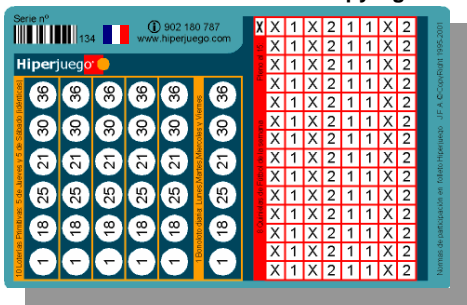 Serie nº
134
902 180 787
www.hiperjuego.com
Hiperjuego
10 Loterías Primitivas: 5 de Jueves y 5 de Sábado (Idénticas)
36 36 36 36 36
30 30 30 30 30
21 21 21 21 21
25 25 25 25 25
18 18 18 18 18
1 1 1 1 1
1 Bonoloto diaria: Lunes, Martes, Miércoles y Viernes
36
30
21
25
18
1
Pleno al 15
8 Quinielas de Fútbol de la semana
X X 1 X 2 1 1 X 2
X 1 X 2 1 1 X 2
X 1 X 2 1 1 X 2
X 1 X 2 1 1 X 2
X 1 X 2 1 1 X 2
X 1 X 2 1 1 X 2
X 1 X 2 1 1 X 2
X 1 X 2 1 1 X 2
X 1 X 2 1 1 X 2
X 1 X 2 1 1 X 2
X 1 X 2 1 1 X 2
X 1 X 2 1 1 X 2
X 1 X 2 1 1 X 2
X 1 X 2 1 1 X 2
X 1 X 2 1 1 X 2
Normas de participación es: folleto Hiperjuego J.F.A. ©CopyRight 1995.2001